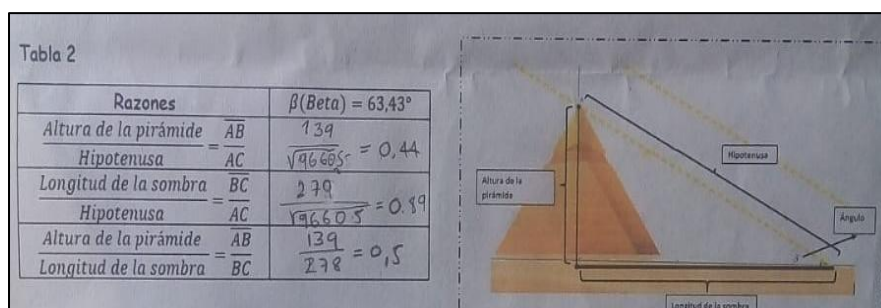 Tabla 2
Razones β(Beta) = 63,43°
Altura de la pirámide / Hipotenusa = AB / AC 139 / √96605 = 0,44
Longitud de la sombra / Hipotenusa = BC / AC 279 / √96605 = 0.89
Altura de la pirámide / Longitud de la sombra = AB / BC 139 / 278 = 0,5
Hipotenusa
Altura de la
pirámide
Ángulo
Longitud de la sombra